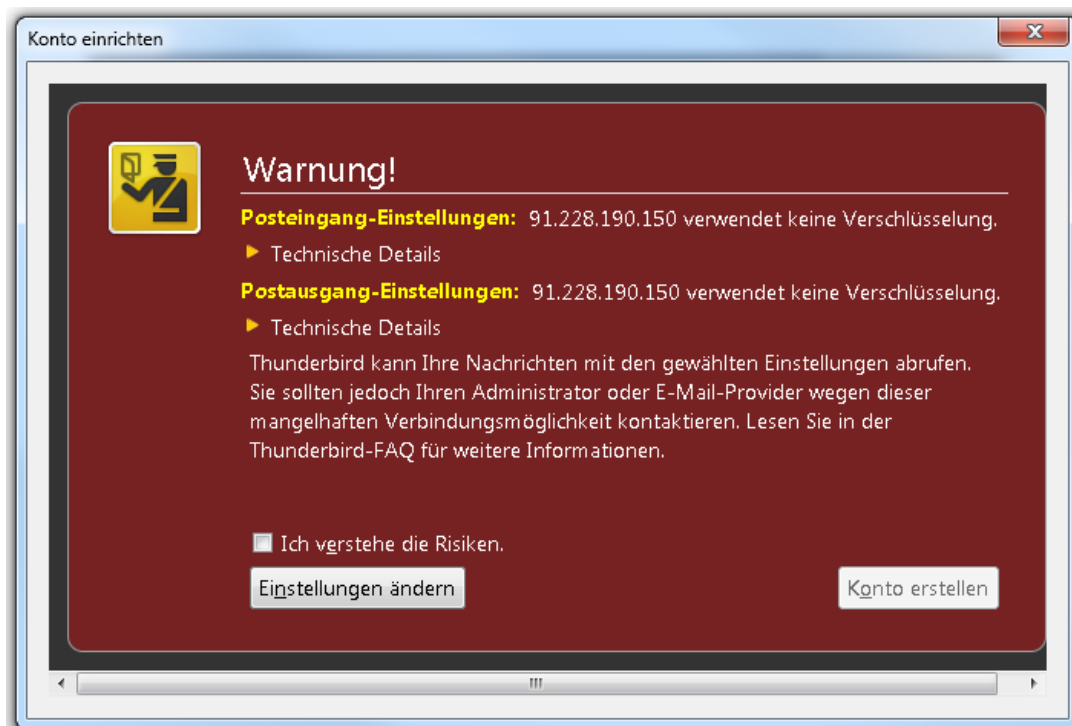 Konto einrichten
Warnung!
Posteingang-Einstellungen: 91.228.190.150 verwendet keine Verschlüsselung.
Technische Details
Postausgang-Einstellungen: 91.228.190.150 verwendet keine Verschlüsselung.
Technische Details
Thunderbird kann Ihre Nachrichten mit den gewählten Einstellungen abrufen.
Sie sollten jedoch Ihren Administrator oder E-Mail-Provider wegen dieser
mangelhaften Verbindungsmöglichkeit kontaktieren. Lesen Sie in der
Thunderbird-FAQ für weitere Informationen.
Ich verstehe die Risiken.
Einstellungen ändern
Konto erstellen